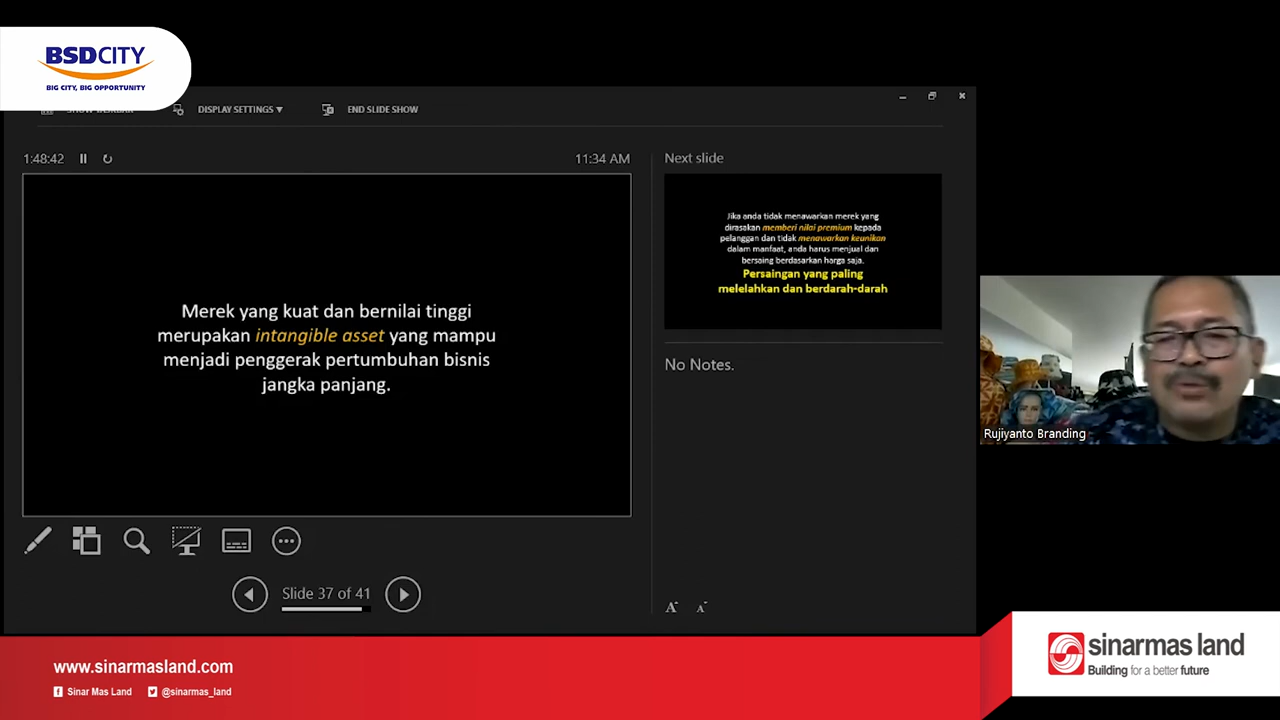 BSDCITY
BIG CITY, BIG OPPORTUNITY
DISPLAY SETTINGS ▼
END SLIDE SHOW
1:48:42
11:34 AM
Merek yang kuat dan bernilai tinggi
merupakan intangible asset yang mampu
menjadi penggerak pertumbuhan bisnis
jangka panjang.
Slide 37 of 41
Next slide
Jika anda tidak menawarkan merek yang
dirasakan memberi nilai premium kepada
pelanggan dan tidak menawarkan keunikan
dalam manfaat, anda harus menjual dan
bersaing berdasarkan harga saja.
Persaingan yang paling
melelahkan dan berdarah-darah
No Notes.
A A
Rujiyanto Branding
www.sinarmasland.com
Sinar Mas Land @sinarmas_land
sinarmas land
Building for a better future